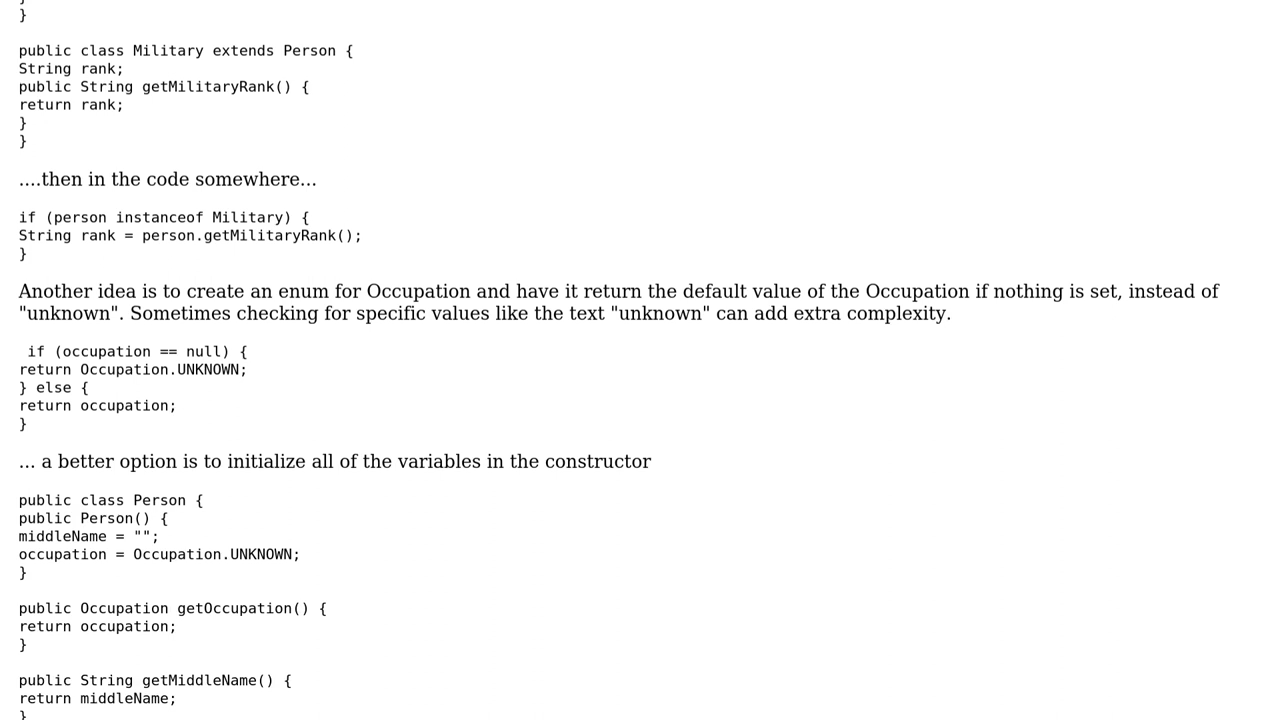 }
public class Military extends Person {
String rank;
public String getMilitaryRank() {
return rank;
}
}
....then in the code somewhere...
if (person instanceof Military) {
String rank = person.getMilitaryRank();
}
Another idea is to create an enum for Occupation and have it return the default value of the Occupation if nothing is set, instead of
"unknown". Sometimes checking for specific values like the text "unknown" can add extra complexity.
if (occupation == null) {
return Occupation.UNKNOWN;
} else {
return occupation;
}
... a better option is to initialize all of the variables in the constructor
public class Person {
public Person() {
middleName = "";
occupation = Occupation.UNKNOWN;
}
public Occupation getOccupation() {
return occupation;
}
public String getMiddleName() {
return middleName;
}